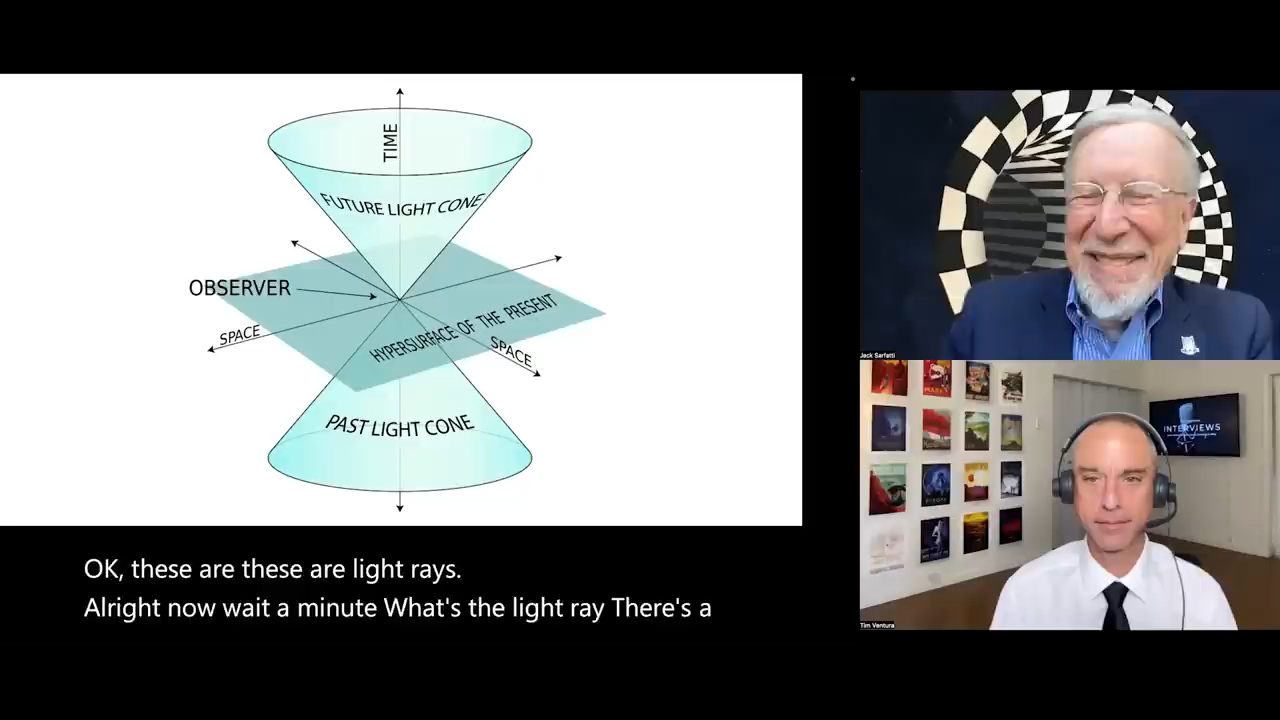 TIME
FUTURE LIGHT CONE
OBSERVER
SPACE
HYPERSURFACE OF THE PRESENT
SPACE
PAST LIGHT CONE
OK, these are these are light rays.
Alright now wait a minute What's the light ray There's a
Jack Sarfatti
INTERVIEWS
Tim Ventura